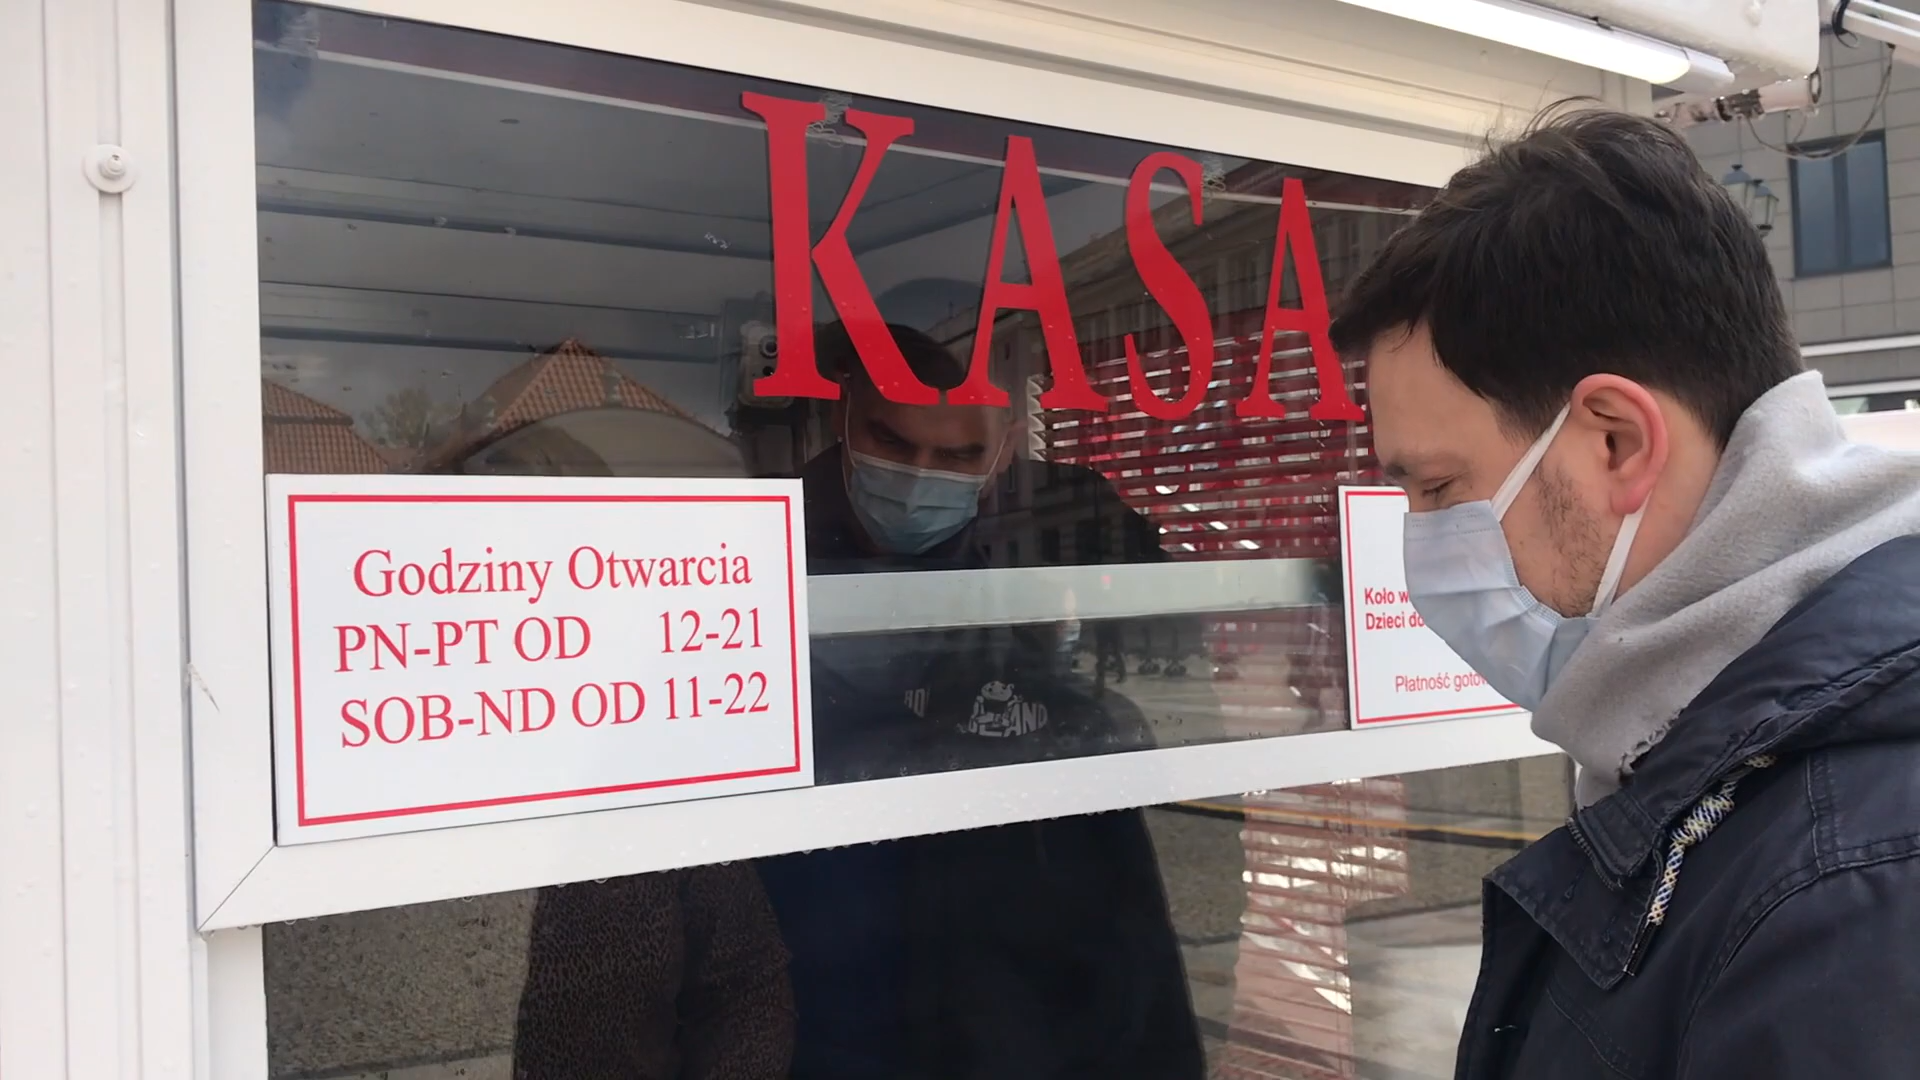 KASA
Godziny Otwarcia
PN-PT OD 12-21
SOB-ND OD 11-22
Koło
Dzieci
Płatność